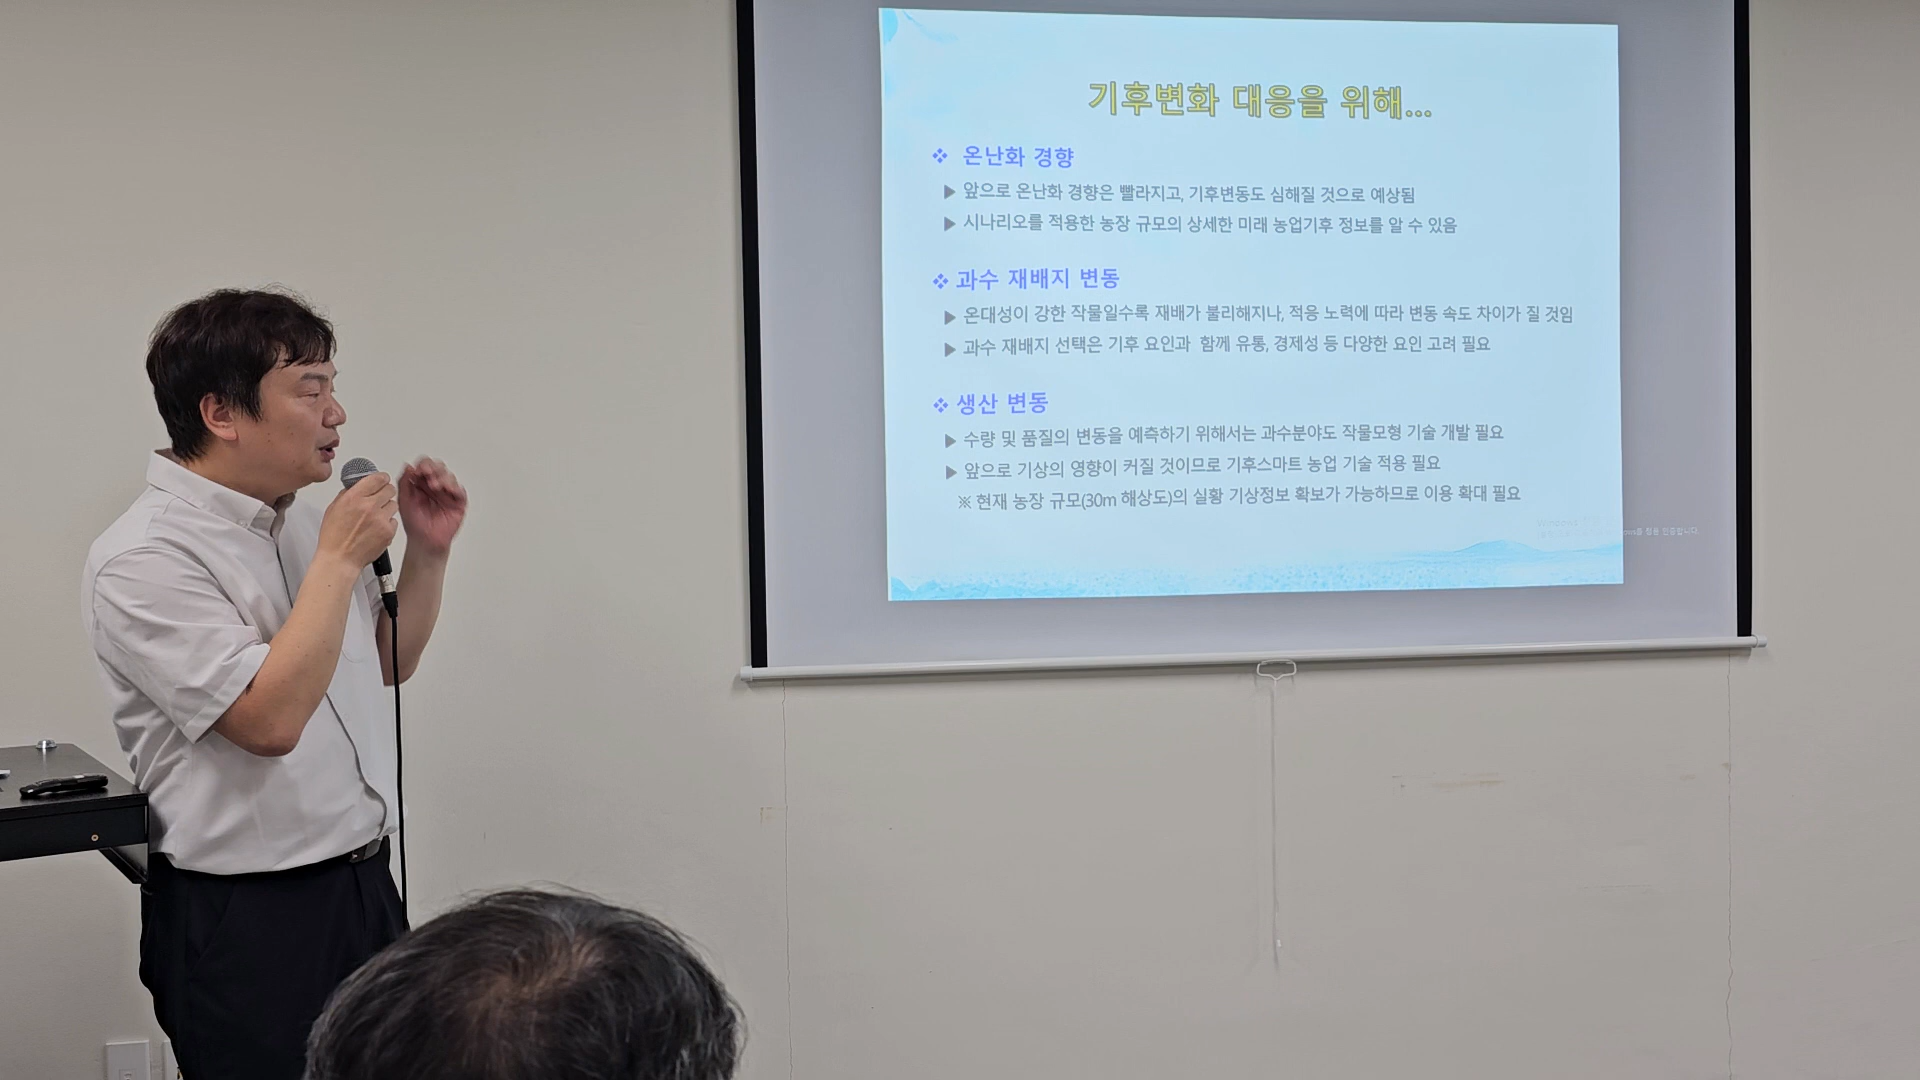 기후변화 대응을 위해...
❖ 온난화 경향
▶ 앞으로 온난화 경향은 빨라지고, 기후변동도 심해질 것으로 예상됨
▶ 시나리오를 적용한 농장 규모의 상세한 미래 농업기후 정보를 알 수 있음
❖ 과수 재배지 변동
▶ 온대성이 강한 작물일수록 재배가 불리해지나, 적응 노력에 따라 변동 속도 차이가 질 것임
▶ 과수 재배지 선택은 기후 요인과 함께 유통, 경제성 등 다양한 요인 고려 필요
❖ 생산 변동
▶ 수량 및 품질의 변동을 예측하기 위해서는 과수분야도 작물모형 기술 개발 필요
▶ 앞으로 기상의 영향이 커질 것이므로 기후스마트 농업 기술 적용 필요
※ 현재 농장 규모(30m 해상도)의 실황 기상정보 확보가 가능하므로 이용 확대 필요
Windows
정품 인증합니다.